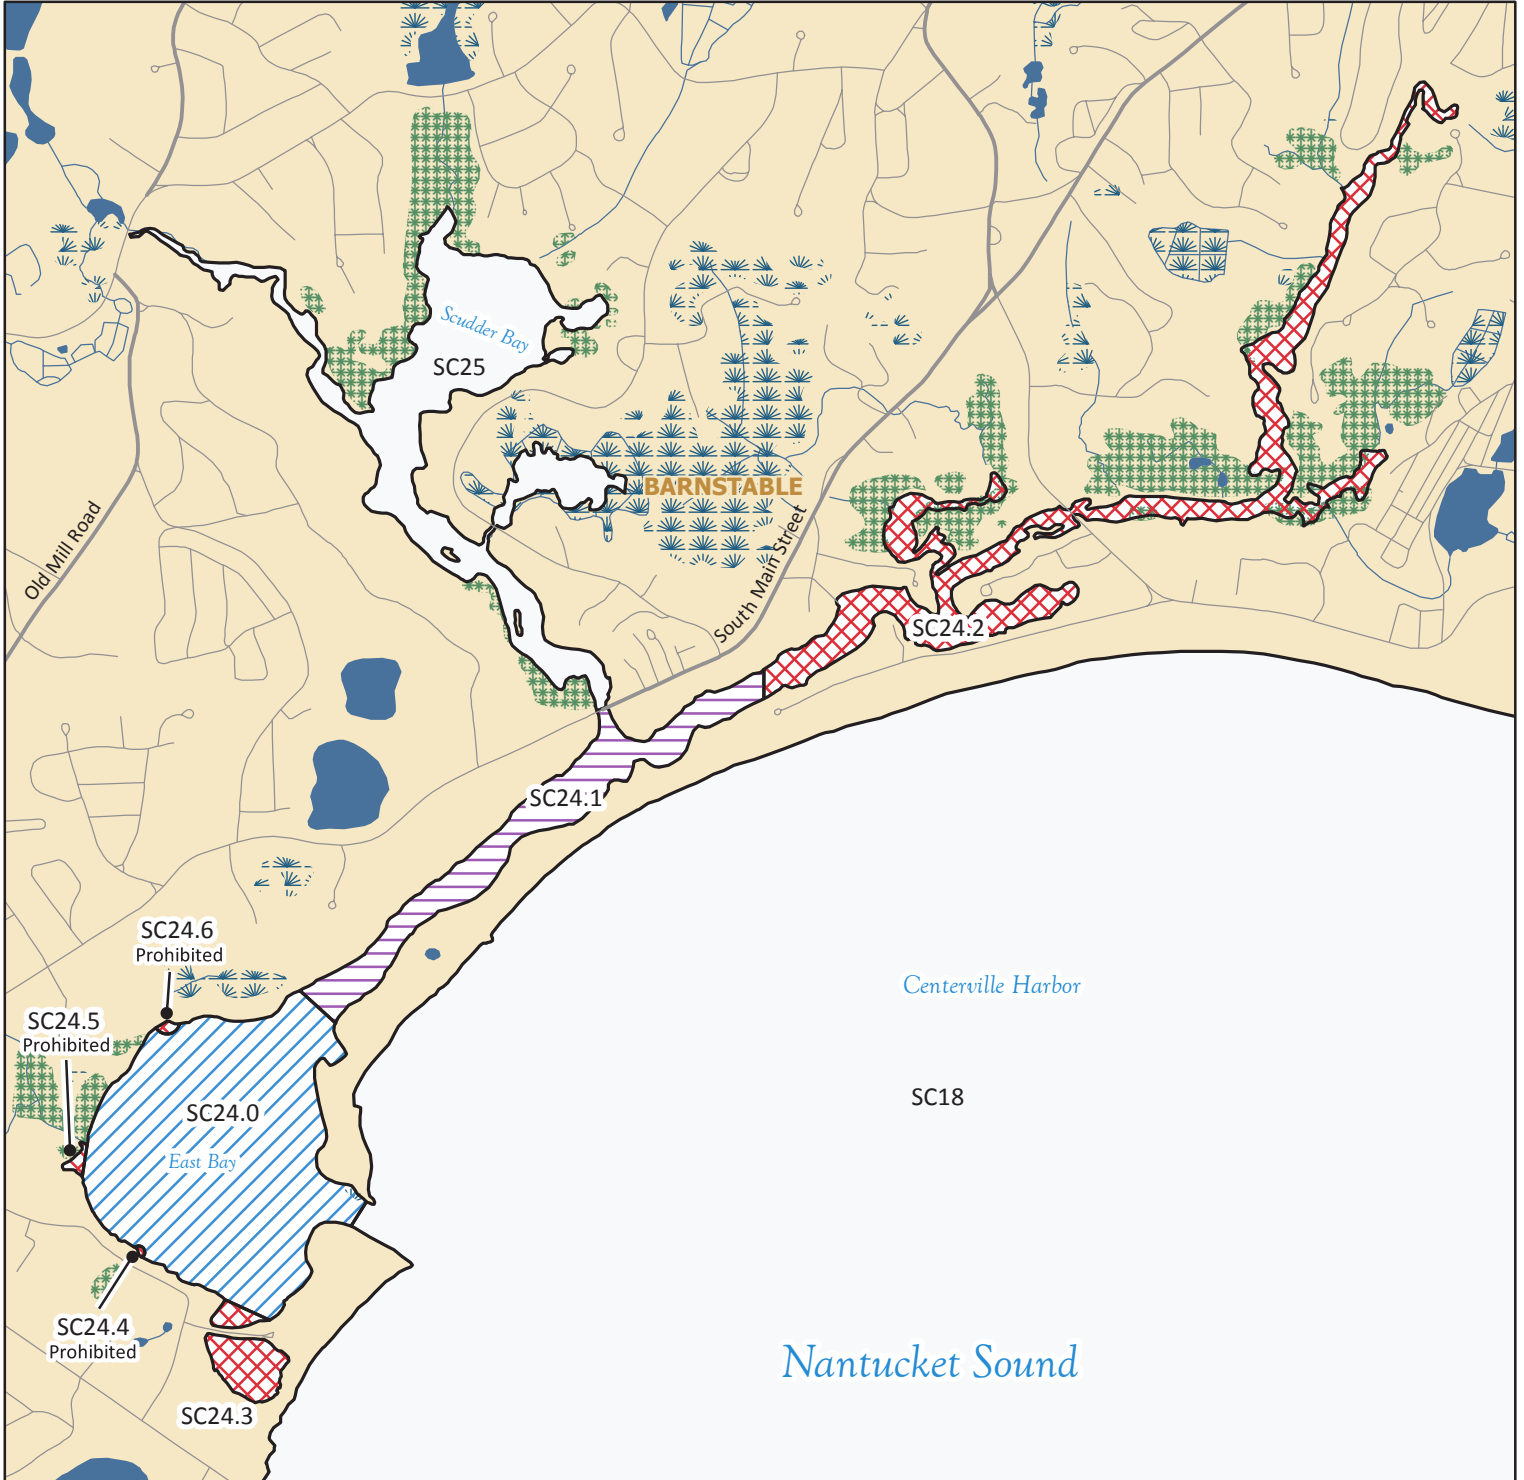 Scudder Bay
SC25
BARNSTABLE
Old Mill Road
South Main Street
SC24.2
SC24.1
SC24.6
Prohibited
Centerville Harbor
SC24.5
Prohibited
SC18
SC24.0
East Bay
SC24.4
Prohibited
Nantucket Sound
SC24.3